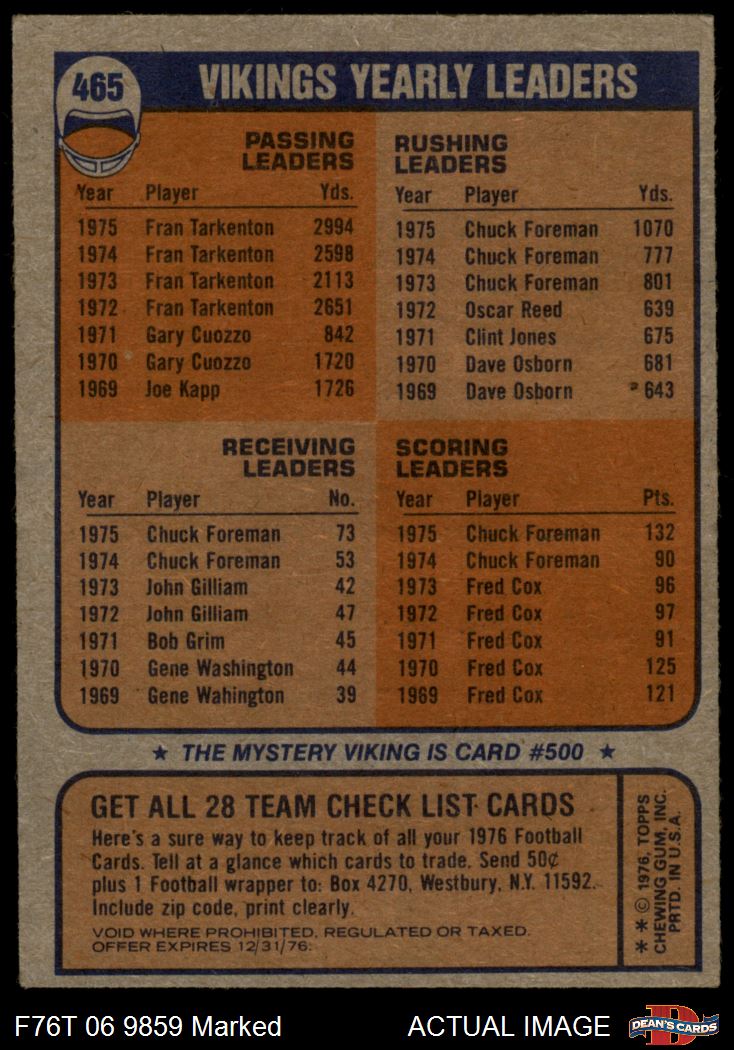 465
VIKINGS YEARLY LEADERS
PASSING
LEADERS
Year Player Yds.
1975 Fran Tarkenton 2994
1974 Fran Tarkenton 2598
1973 Fran Tarkenton 2113
1972 Fran Tarkenton 2651
1971 Gary Cuozzo 842
1970 Gary Cuozzo 1720
1969 Joe Kapp 1726
RUSHING
LEADERS
Year Player Yds.
1975 Chuck Foreman 1070
1974 Chuck Foreman 777
1973 Chuck Foreman 801
1972 Oscar Reed 639
1971 Clint Jones 675
1970 Dave Osborn 681
1969 Dave Osborn 643
RECEIVING
LEADERS
Year Player No.
1975 Chuck Foreman 73
1974 Chuck Foreman 53
1973 John Gilliam 42
1972 John Gilliam 47
1971 Bob Grim 45
1970 Gene Washington 44
1969 Gene Wahington 39
SCORING
LEADERS
Year Player Pts.
1975 Chuck Foreman 132
1974 Chuck Foreman 90
1973 Fred Cox 96
1972 Fred Cox 97
1971 Fred Cox 91
1970 Fred Cox 125
1969 Fred Cox 121
★ THE MYSTERY VIKING IS CARD #500 ★
GET ALL 28 TEAM CHECK LIST CARDS
Here's a sure way to keep track of all your 1976 Football
Cards. Tell at a glance which cards to trade. Send 50¢
plus 1 Football wrapper to: Box 4270, Westbury, N.Y. 11592.
Include zip code, print clearly.
VOID WHERE PROHIBITED, REGULATED OR TAXED.
OFFER EXPIRES 12/31/76.
* * © 1976, TOPPS
CHEWING GUM, INC.
PRTD. IN U.S.A.
F76T 06 9859 Marked
ACTUAL IMAGE
D
DEAN'S CARDS